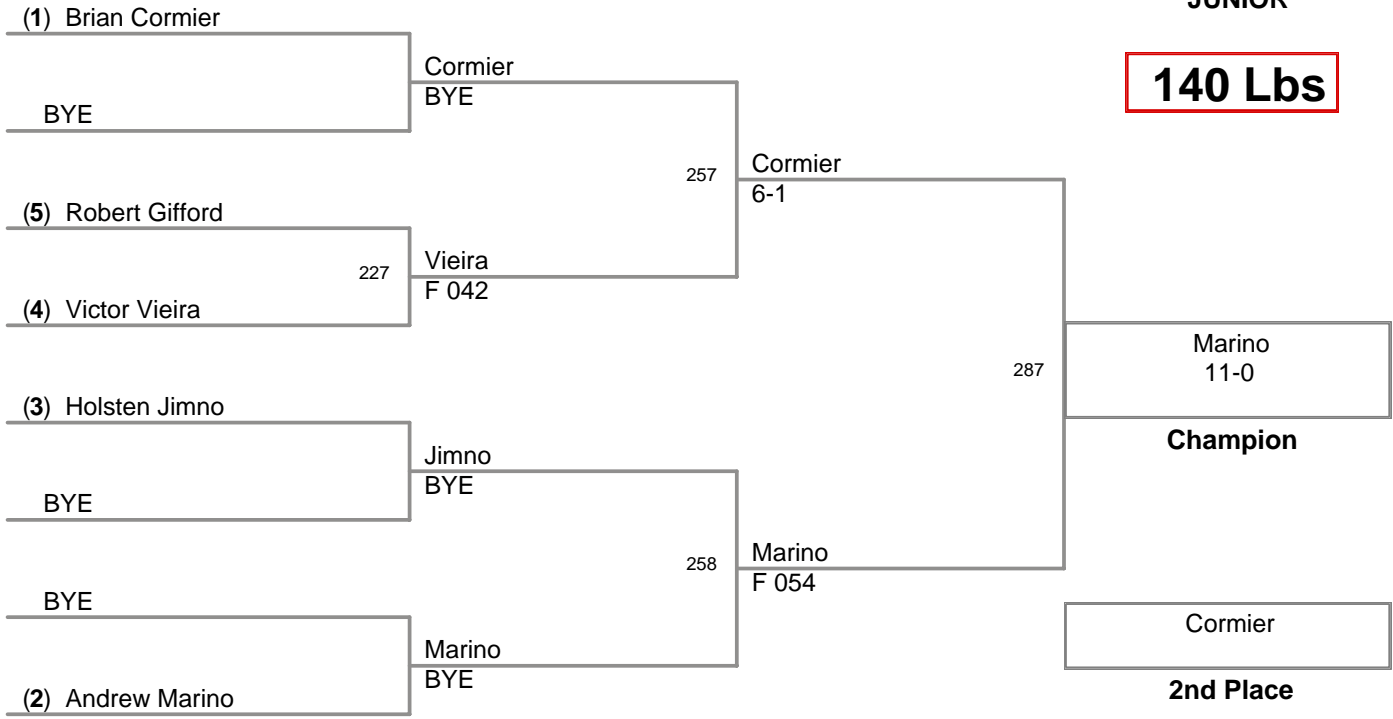 JUNIOR
140 Lbs
(1) Brian Cormier
Cormier
BYE
BYE
257
Cormier
6-1
(5) Robert Gifford
227
Vieira
F 042
(4) Victor Vieira
287
Marino
11-0
Champion
(3) Holsten Jimno
Jimno
BYE
BYE
258
Marino
F 054
BYE
Marino
BYE
(2) Andrew Marino
Cormier
2nd Place